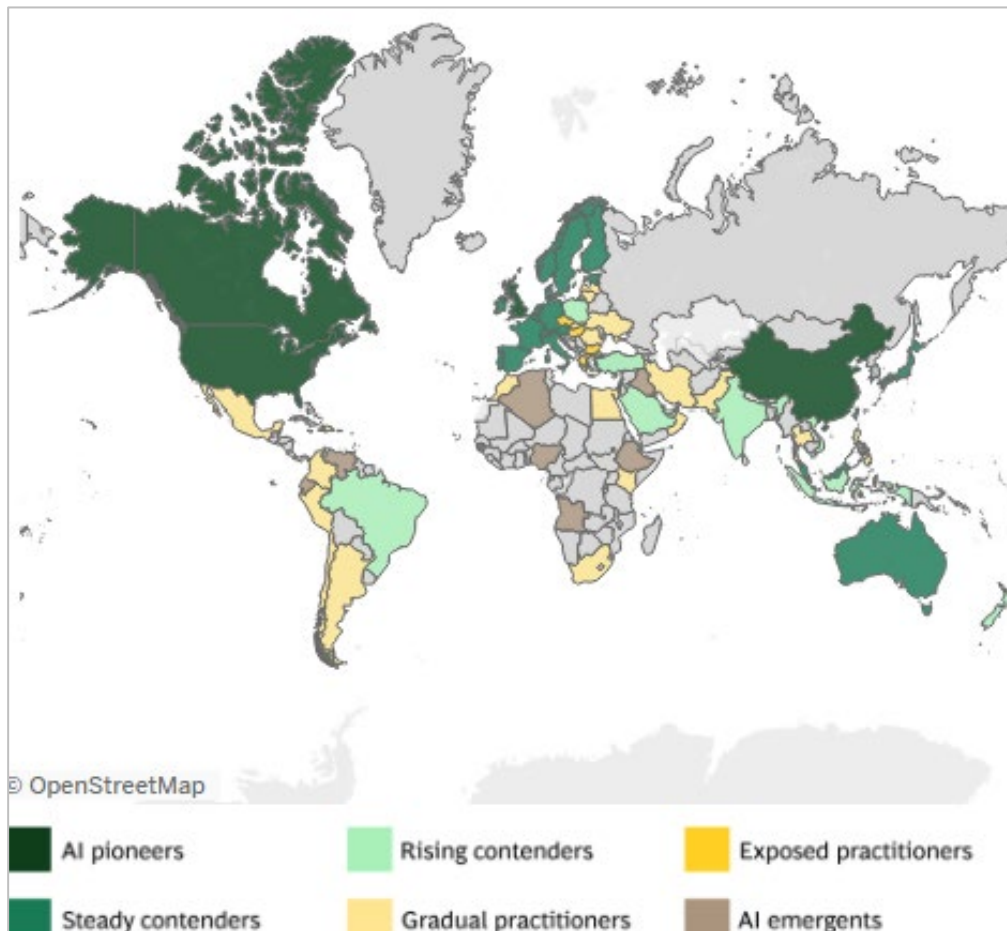 © OpenStreetMap
AI pioneers
Rising contenders
Exposed practitioners
Steady contenders
Gradual practitioners
AI emergents